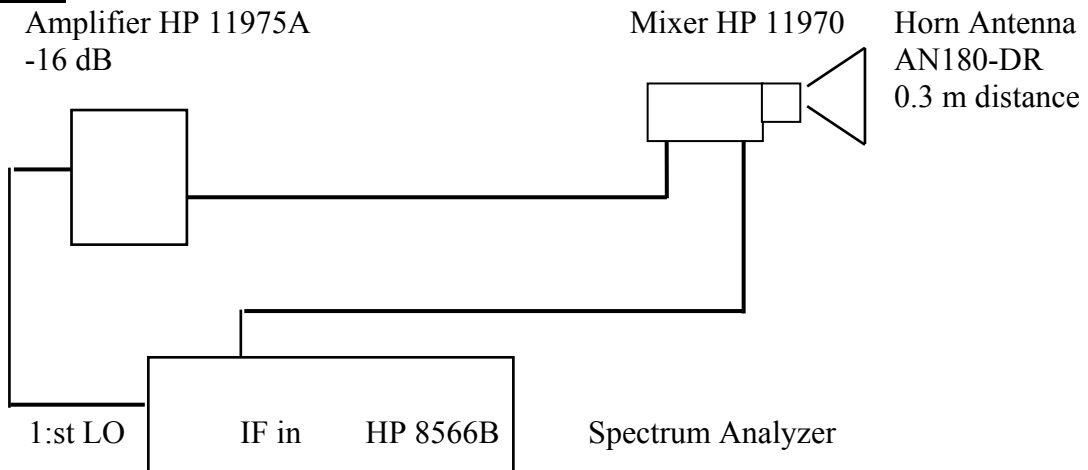 Amplifier HP 11975A
-16 dB
Mixer HP 11970
Horn Antenna
AN180-DR
0.3 m distance
1:st LO
IF in
HP 8566B
Spectrum Analyzer